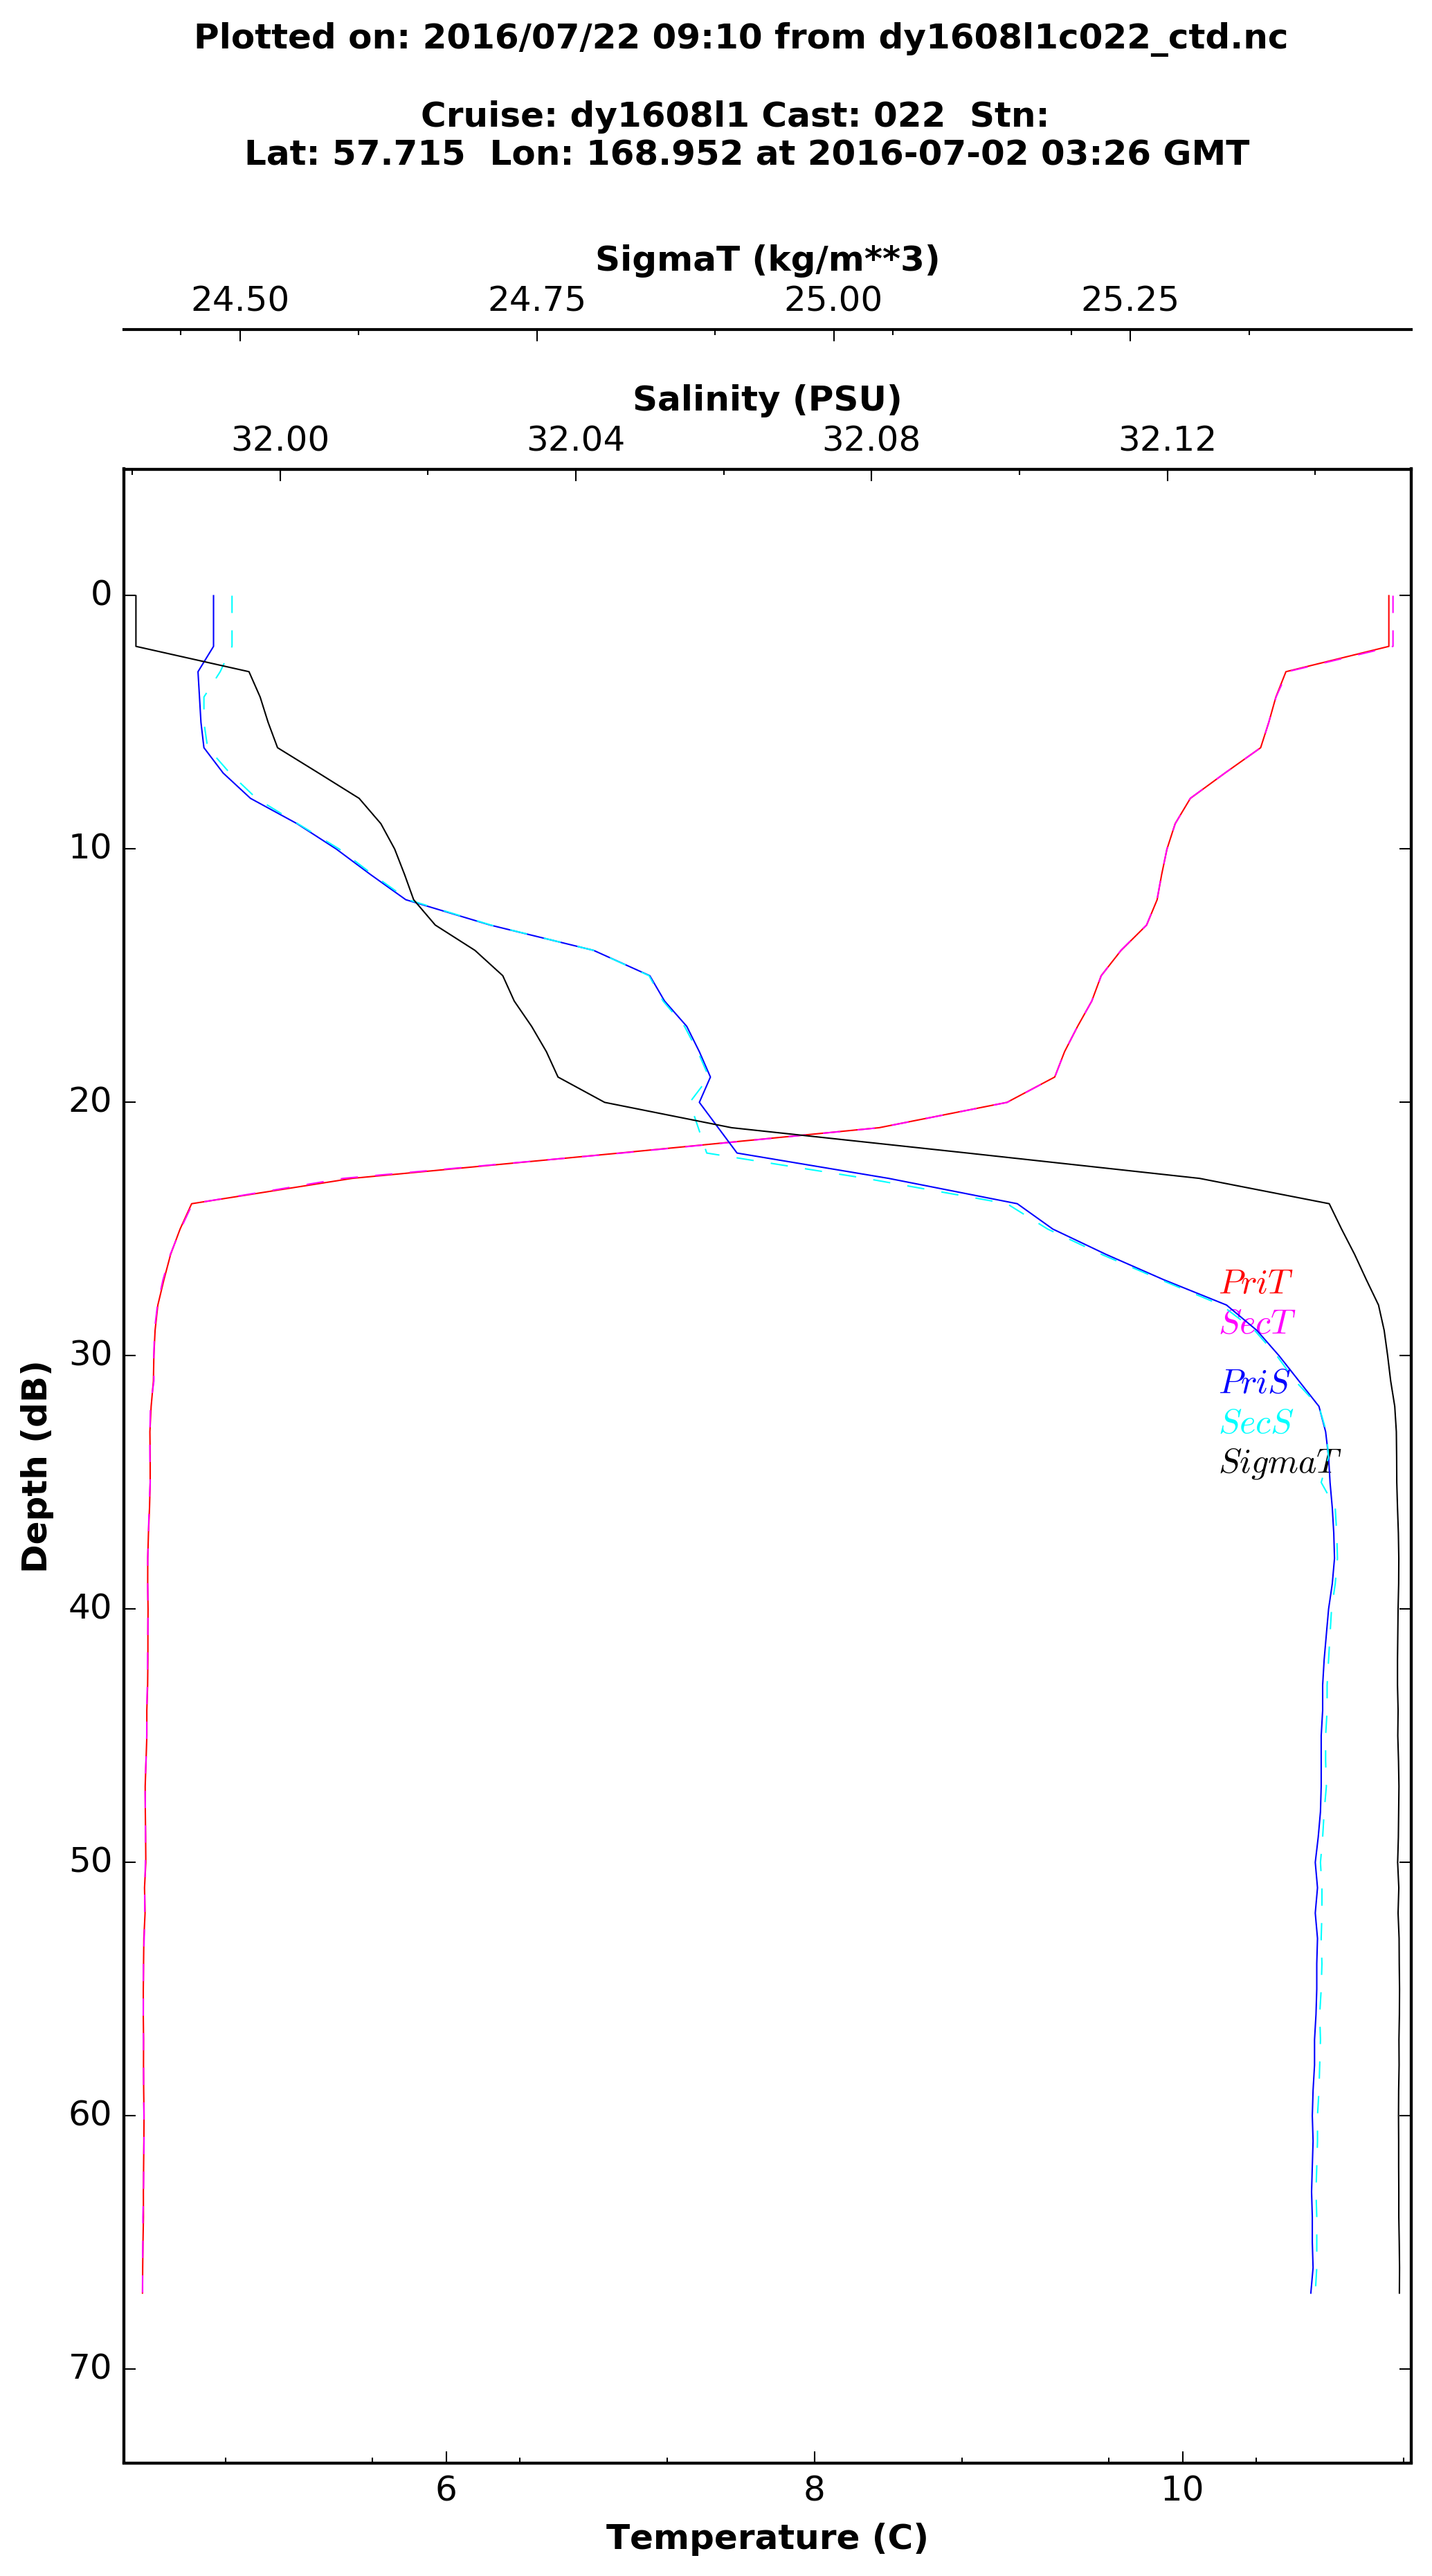 Plotted on: 2016/07/22 09:10 from dy1608l1c022_ctd.nc
Cruise: dy1608l1 Cast: 022  Stn:
Lat: 57.715  Lon: 168.952 at 2016-07-02 03:26 GMT
SigmaT (kg/m**3)
24.50 24.75 25.00 25.25
Salinity (PSU)
32.00 32.04 32.08 32.12
0
10
20
30
40
50
60
70
Depth (dB)
PriT
SecT
PriS
SecS
SigmaT
6 8 10
Temperature (C)